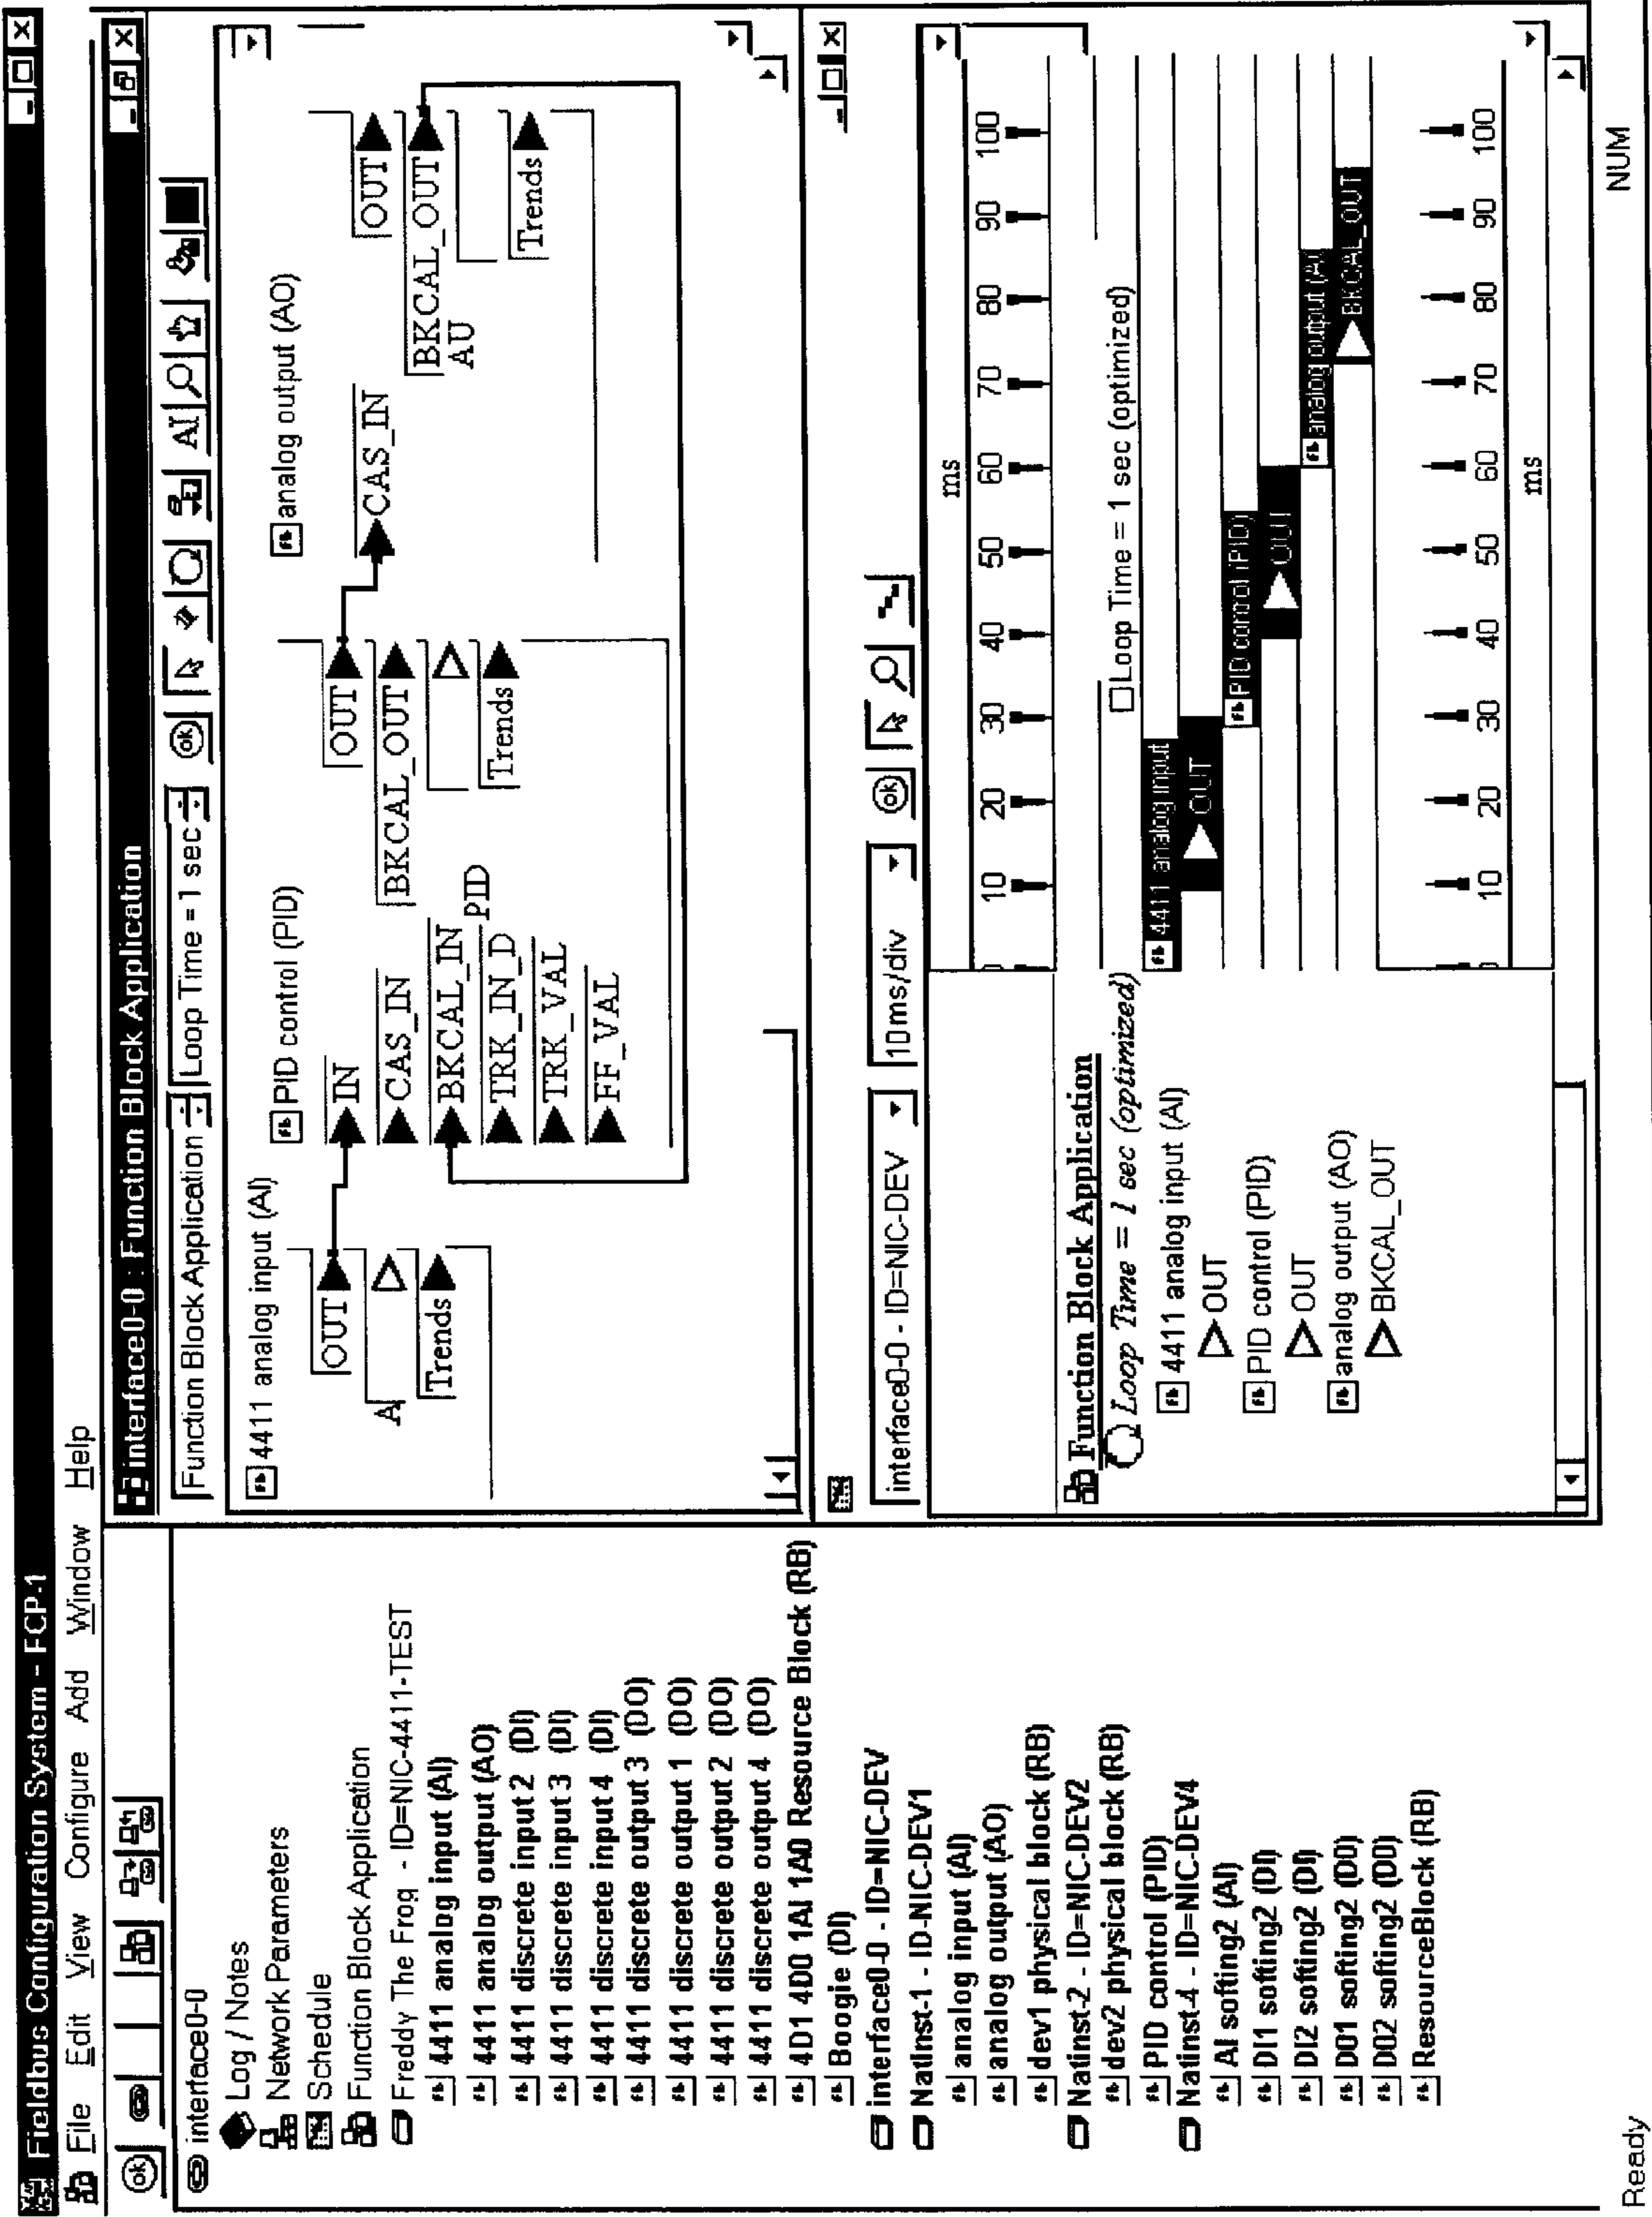 Fieldbus Configuration System - FCP-1
File Edit View Configure Add Window Help
ok
interface0-0
Log / Notes
Network Parameters
Schedule
Function Block Application
Freddy The Frog - ID=NIC-4411-TEST
4411 analog input (AI)
4411 analog output (AO)
4411 discrete input 2 (DI)
4411 discrete input 3 (DI)
4411 discrete input 4 (DI)
4411 discrete output 3 (DO)
4411 discrete output 1 (DO)
4411 discrete output 2 (DO)
4411 discrete output 4 (DO)
4D1 4D0 1AI 1A0 Resource Block (RB)
Boogie (DI)
interface0-0 - ID=NIC-DEV
NatInst-1 - ID-NIC-DEV1
analog input (AI)
analog output (AO)
dev1 physical block (RB)
NatInst-2 - ID=NIC-DEV2
dev2 physical block (RB)
PID control (PID)
NatInst-4 - ID=NIC-DEV4
AI softing2 (AI)
DI1 softing2 (DI)
DI2 softing2 (DI)
DO1 softing2 (DO)
DO2 softing2 (DO)
ResourceBlock (RB)
interface0-0 : Function Block Application
Function Block Application Loop Time = 1 sec ok AI
4411 analog input (AI)
OUT
AI
Trends
PID control (PID)
IN
CAS_IN
BKCAL_IN
PID
TRK_IN_D
TRK_VAL
FF_VAL
OUT
BKCAL_OUT
Trends
analog output (AO)
CAS_IN
OUT
BKCAL_OUT
AU
Trends
interface0-0 - ID=NIC-DEV 10ms/div ok
ms
10 20 30 40 50 60 70 80 90 100
Function Block Application
Loop Time = 1 sec (optimized)
Loop Time = 1 sec (optimized)
4411 analog input (AI)
4411 analog input
OUT
OUT
PID control (PID)
PID control (PID)
OUT
OUT
analog output (AO)
analog output (AO
BKCAL_OUT
BKCAL_OUT
10 20 30 40 50 60 70 80 90 100
ms
Ready
NUM